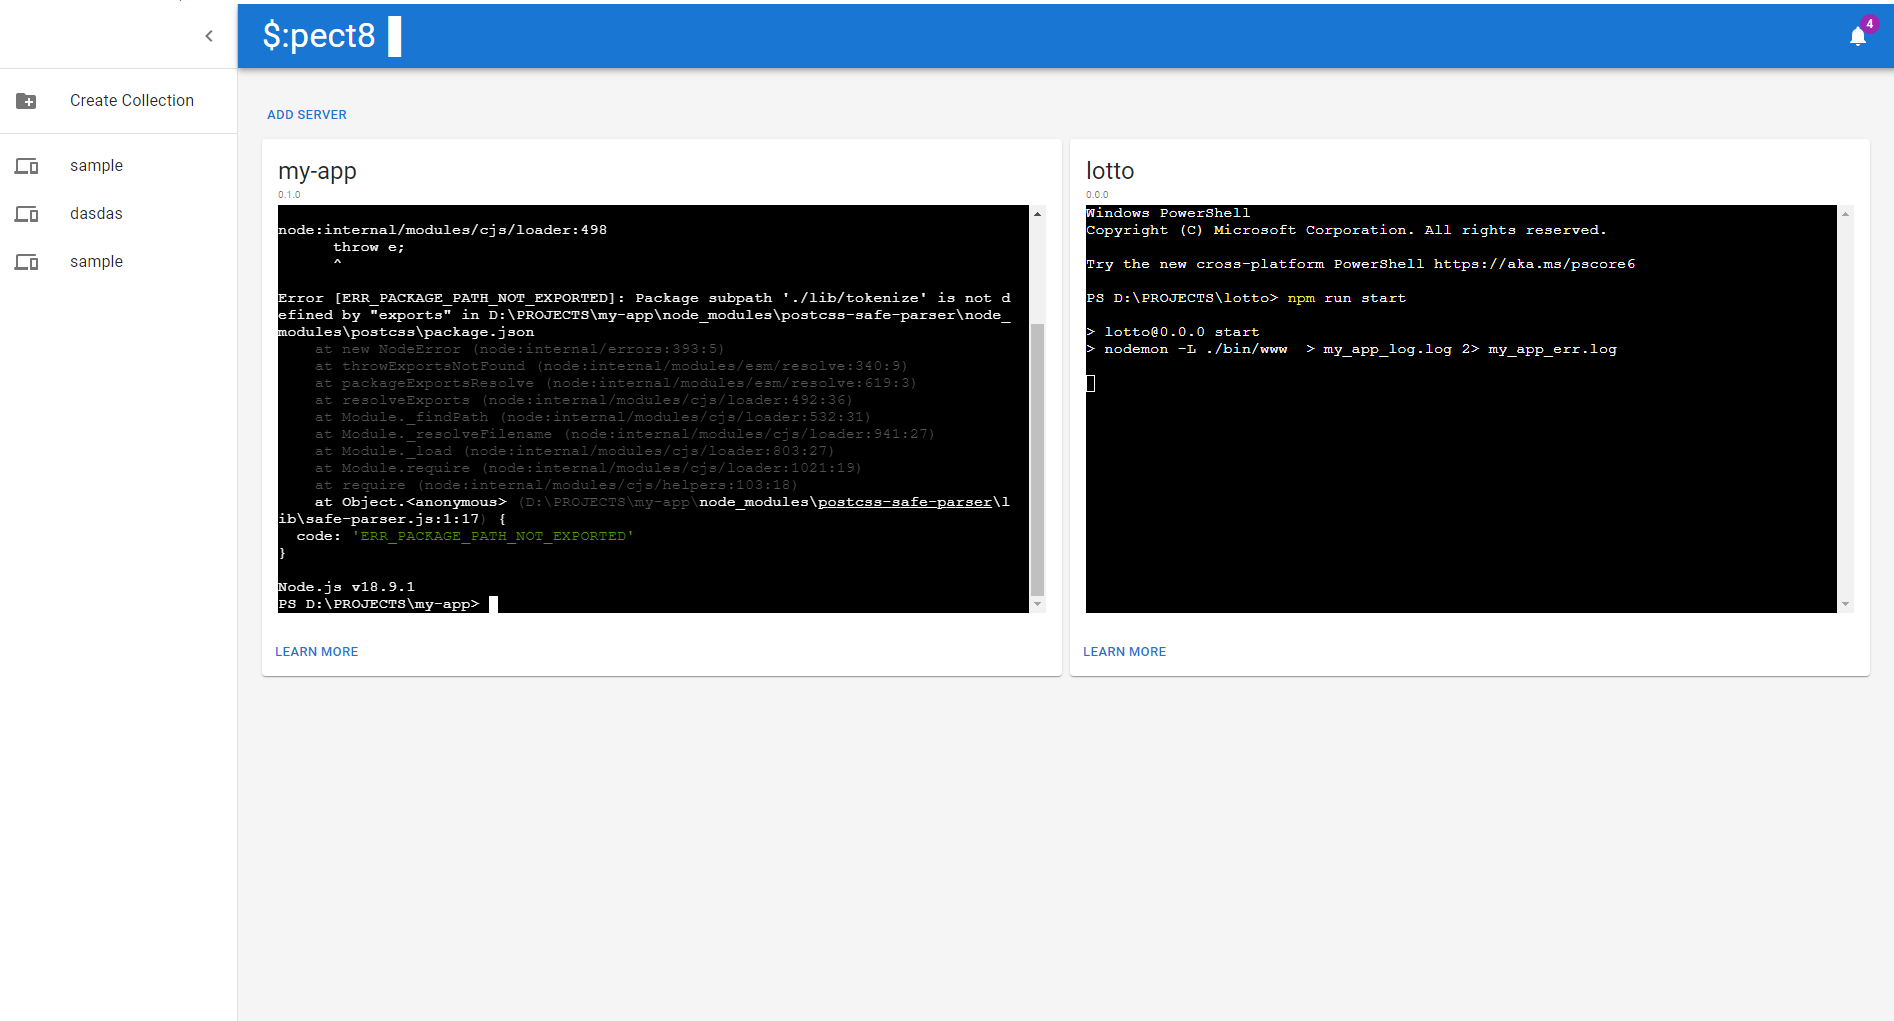 $:pect8
4
Create Collection
sample
dasdas
sample
ADD SERVER
my-app
0.1.0
node:internal/modules/cjs/loader:498
      throw e;
      ^
Error [ERR_PACKAGE_PATH_NOT_EXPORTED]: Package subpath './lib/tokenize' is not d
efined by "exports" in D:\PROJECTS\my-app\node_modules\postcss-safe-parser\node_
modules\postcss\package.json
    at new NodeError (node:internal/errors:393:5)
    at throwExportsNotFound (node:internal/modules/esm/resolve:340:9)
    at packageExportsResolve (node:internal/modules/esm/resolve:619:3)
    at resolveExports (node:internal/modules/cjs/loader:492:36)
    at Module._findPath (node:internal/modules/cjs/loader:532:31)
    at Module._resolveFilename (node:internal/modules/cjs/loader:941:27)
    at Module._load (node:internal/modules/cjs/loader:803:27)
    at Module.require (node:internal/modules/cjs/loader:1021:19)
    at require (node:internal/modules/cjs/helpers:103:18)
    at Object.<anonymous> (D:\PROJECTS\my-app\node_modules\postcss-safe-parser\l
ib\safe-parser.js:1:17) {
  code: 'ERR_PACKAGE_PATH_NOT_EXPORTED'
}
Node.js v18.9.1
PS D:\PROJECTS\my-app>
LEARN MORE
lotto
0.0.0
Windows PowerShell
Copyright (C) Microsoft Corporation. All rights reserved.
Try the new cross-platform PowerShell https://aka.ms/pscore6
PS D:\PROJECTS\lotto> npm run start
> lotto@0.0.0 start
> nodemon -L ./bin/www  > my_app_log.log 2> my_app_err.log
LEARN MORE